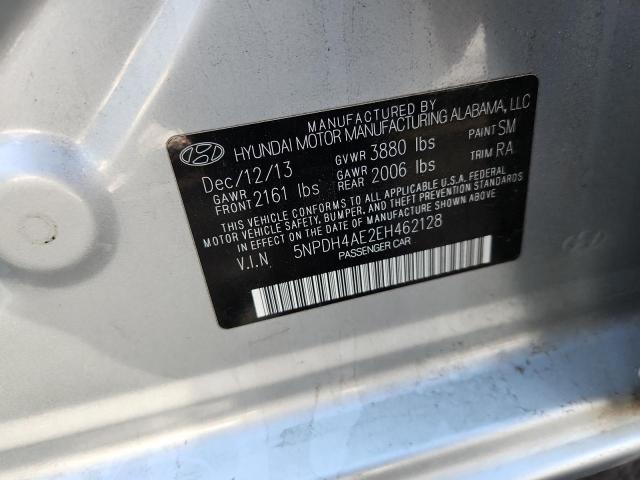 MANUFACTURED BY
HYUNDAI MOTOR MANUFACTURING ALABAMA, LLC
Dec/12/13 GVWR 3880 lbs PAINT SM
GAWR FRONT 2161 lbs GAWR REAR 2006 lbs TRIM RA
THIS VEHICLE CONFORMS TO ALL APPLICABLE U.S.A. FEDERAL
MOTOR VEHICLE SAFETY, BUMPER, AND THEFT PREVENTION STANDARDS
IN EFFECT ON THE DATE OF MANUFACTURE SHOWN ABOVE.
V.I.N 5NPDH4AE2EH462128
PASSENGER CAR